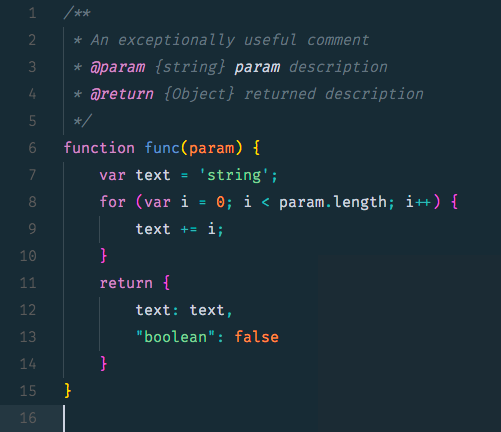 1 /**
2  * An exceptionally useful comment
3  * @param {string} param description
4  * @return {Object} returned description
5  */
6 function func(param) {
7     var text = 'string';
8     for (var i = 0; i < param.length; i++) {
9         text += i;
10     }
11     return {
12         text: text,
13         "boolean": false
14     }
15 }
16